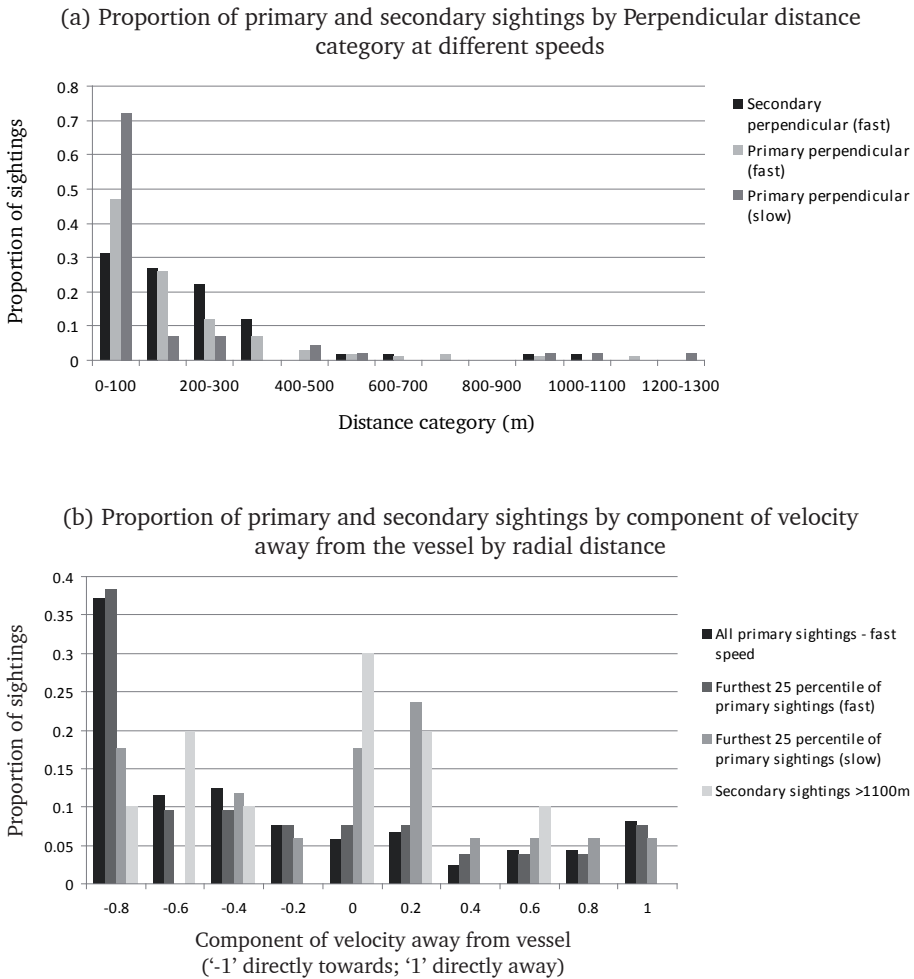 (a) Proportion of primary and secondary sightings by Perpendicular distance
category at different speeds
0.8
0.7
0.6
0.5
0.4
0.3
0.2
0.1
0
Proportion of sightings
0-100 200-300 400-500 600-700 800-900 1000-1100 1200-1300
Distance category (m)
Secondary
perpendicular (fast)
Primary perpendicular
(fast)
Primary perpendicular
(slow)
(b) Proportion of primary and secondary sightings by component of velocity
away from the vessel by radial distance
0.4
0.35
0.3
0.25
0.2
0.15
0.1
0.05
0
Proportion of sightings
-0.8 -0.6 -0.4 -0.2 0 0.2 0.4 0.6 0.8 1
Component of velocity away from vessel
(‘-1’ directly towards; ‘1’ directly away)
All primary sightings - fast
speed
Furthest 25 percentile of
primary sightings (fast)
Furthest 25 percentile of
primary sightings (slow)
Secondary sightings >1100m